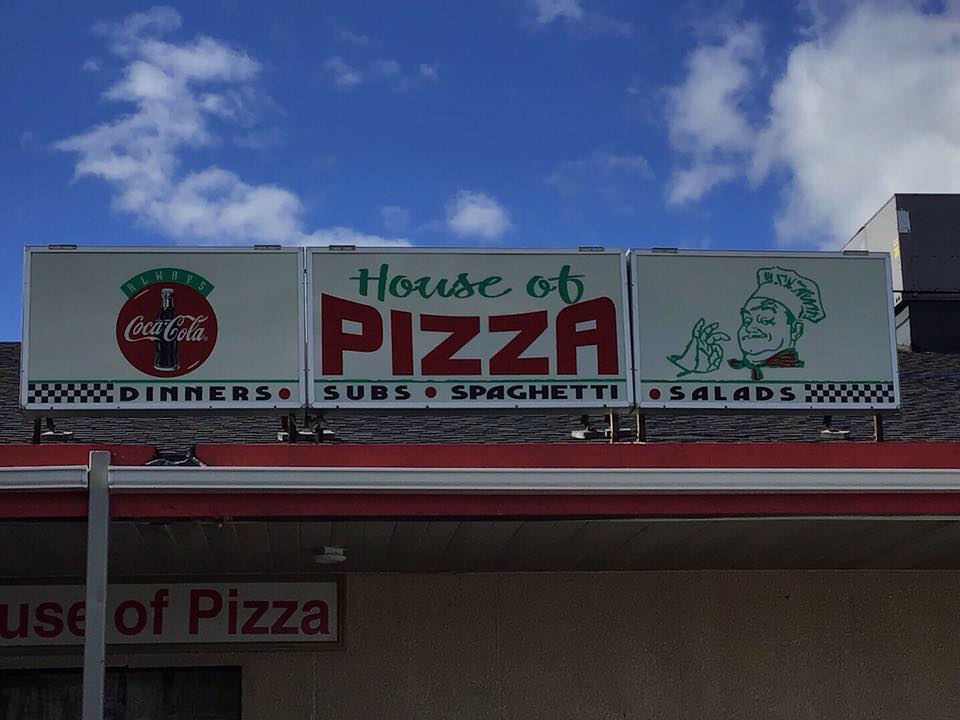 ALWAYS
Coca-Cola
House of
PIZZA
DINNERS • SUBS • SPAGHETTI • SALADS
use of Pizza